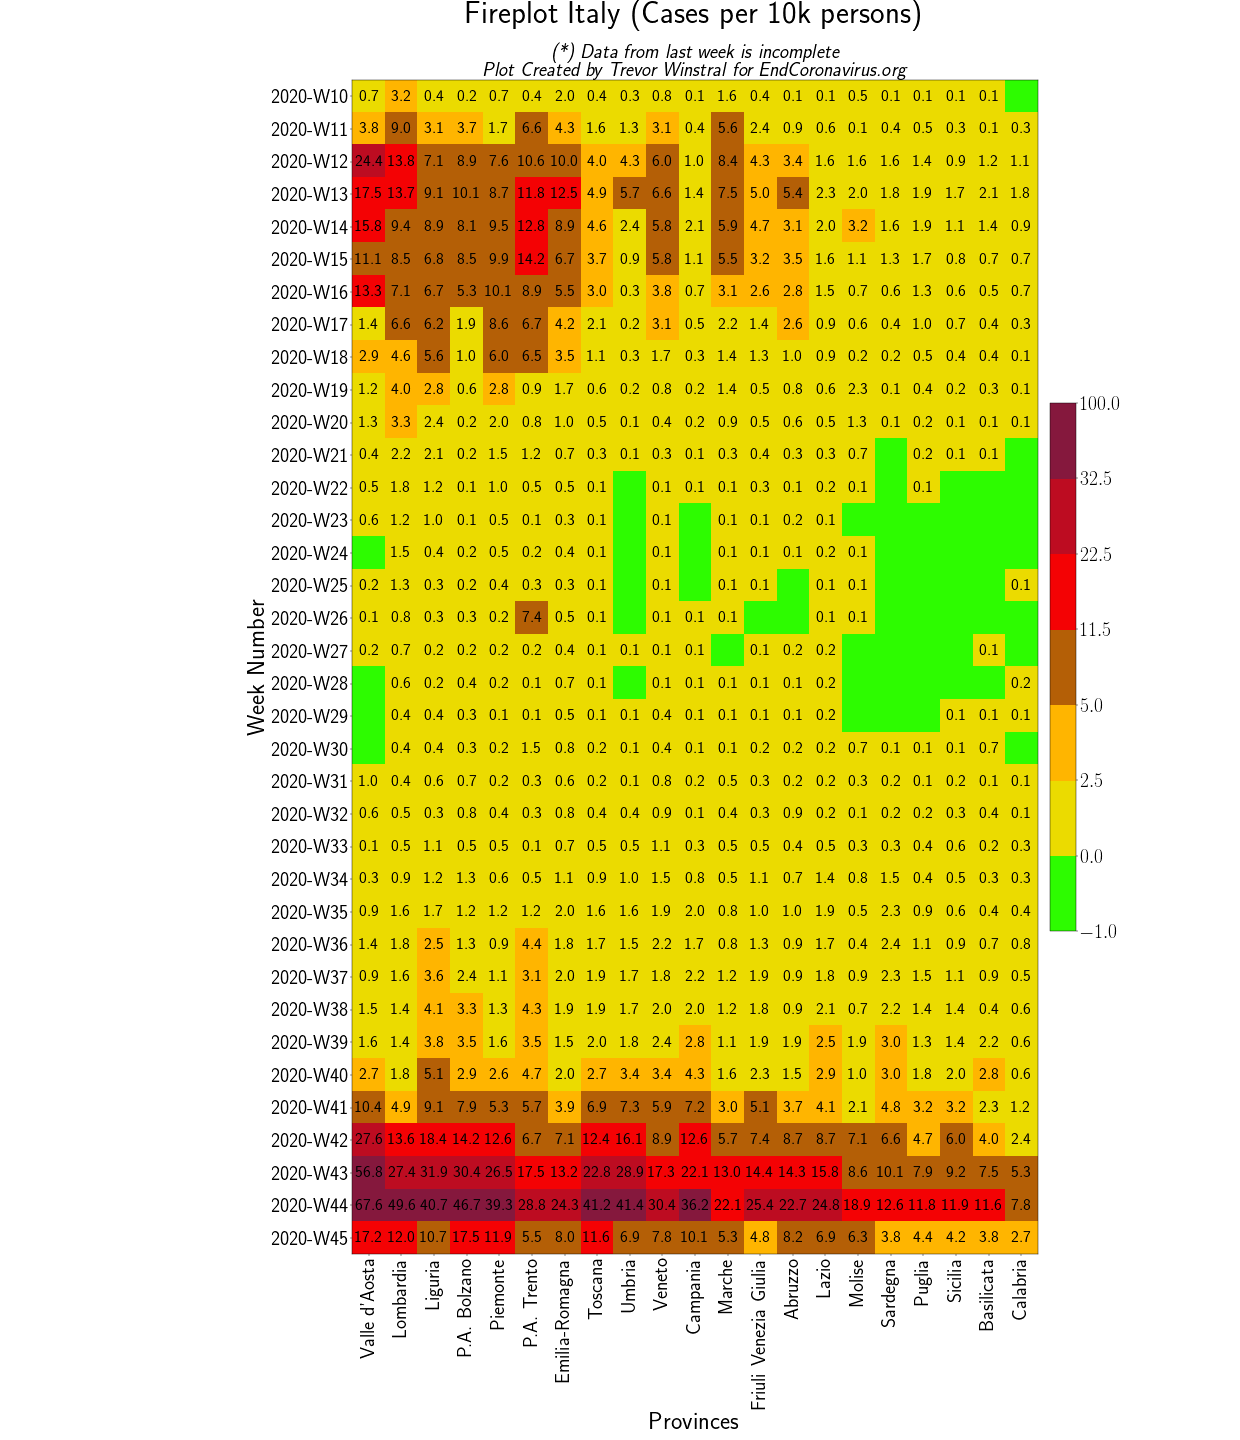 Fireplot Italy (Cases per 10k persons)
(*) Data from last week is incomplete
Plot Created by Trevor Winstral for EndCoronavirus.org
2020-W10 0.7 3.2 0.4 0.2 0.7 0.4 2.0 0.4 0.3 0.8 0.1 1.6 0.4 0.1 0.1 0.5 0.1 0.1 0.1 0.1
2020-W11 3.8 9.0 3.1 3.7 1.7 6.6 4.3 1.6 1.3 3.1 0.4 5.6 2.4 0.9 0.6 0.1 0.4 0.5 0.3 0.1 0.3
2020-W12 24.4 13.8 7.1 8.9 7.6 10.6 10.0 4.0 4.3 6.0 1.0 8.4 4.3 3.4 1.6 1.6 1.6 1.4 0.9 1.2 1.1
2020-W13 17.5 13.7 9.1 10.1 8.7 11.8 12.5 4.9 5.7 6.6 1.4 7.5 5.0 5.4 2.3 2.0 1.8 1.9 1.7 2.1 1.8
2020-W14 15.8 9.4 8.9 8.1 9.5 12.8 8.9 4.6 2.4 5.8 2.1 5.9 4.7 3.1 2.0 3.2 1.6 1.9 1.1 1.4 0.9
2020-W15 11.1 8.5 6.8 8.5 9.9 14.2 6.7 3.7 0.9 5.8 1.1 5.5 3.2 3.5 1.6 1.1 1.3 1.7 0.8 0.7 0.7
2020-W16 13.3 7.1 6.7 5.3 10.1 8.9 5.5 3.0 0.3 3.8 0.7 3.1 2.6 2.8 1.5 0.7 0.6 1.3 0.6 0.5 0.7
2020-W17 1.4 6.6 6.2 1.9 8.6 6.7 4.2 2.1 0.2 3.1 0.5 2.2 1.4 2.6 0.9 0.6 0.4 1.0 0.7 0.4 0.3
2020-W18 2.9 4.6 5.6 1.0 6.0 6.5 3.5 1.1 0.3 1.7 0.3 1.4 1.3 1.0 0.9 0.2 0.2 0.5 0.4 0.4 0.1
2020-W19 1.2 4.0 2.8 0.6 2.8 0.9 1.7 0.6 0.2 0.8 0.2 1.4 0.5 0.8 0.6 2.3 0.1 0.4 0.2 0.3 0.1
2020-W20 1.3 3.3 2.4 0.2 2.0 0.8 1.0 0.5 0.1 0.4 0.2 0.9 0.5 0.6 0.5 1.3 0.1 0.2 0.1 0.1 0.1
2020-W21 0.4 2.2 2.1 0.2 1.5 1.2 0.7 0.3 0.1 0.3 0.1 0.3 0.4 0.3 0.3 0.7 0.2 0.1 0.1
2020-W22 0.5 1.8 1.2 0.1 1.0 0.5 0.5 0.1 0.1 0.1 0.1 0.3 0.1 0.2 0.1 0.1
2020-W23 0.6 1.2 1.0 0.1 0.5 0.1 0.3 0.1 0.1 0.1 0.1 0.2 0.1
2020-W24 1.5 0.4 0.2 0.5 0.2 0.4 0.1 0.1 0.1 0.1 0.1 0.2 0.1
2020-W25 0.2 1.3 0.3 0.2 0.4 0.3 0.3 0.1 0.1 0.1 0.1 0.1 0.1 0.1
2020-W26 0.1 0.8 0.3 0.3 0.2 7.4 0.5 0.1 0.1 0.1 0.1 0.1 0.1
2020-W27 0.2 0.7 0.2 0.2 0.2 0.2 0.4 0.1 0.1 0.1 0.1 0.1 0.2 0.2 0.1
2020-W28 0.6 0.2 0.4 0.2 0.1 0.7 0.1 0.1 0.1 0.1 0.1 0.1 0.2 0.2
2020-W29 0.4 0.4 0.3 0.1 0.1 0.5 0.1 0.1 0.4 0.1 0.1 0.1 0.1 0.2 0.1 0.1 0.1
2020-W30 0.4 0.4 0.3 0.2 1.5 0.8 0.2 0.1 0.4 0.1 0.1 0.2 0.2 0.2 0.7 0.1 0.1 0.1 0.7
2020-W31 1.0 0.4 0.6 0.7 0.2 0.3 0.6 0.2 0.1 0.8 0.2 0.5 0.3 0.2 0.2 0.3 0.2 0.1 0.2 0.1 0.1
2020-W32 0.6 0.5 0.3 0.8 0.4 0.3 0.8 0.4 0.4 0.9 0.1 0.4 0.3 0.9 0.2 0.1 0.2 0.2 0.3 0.4 0.1
2020-W33 0.1 0.5 1.1 0.5 0.5 0.1 0.7 0.5 0.5 1.1 0.3 0.5 0.5 0.4 0.5 0.3 0.3 0.4 0.6 0.2 0.3
2020-W34 0.3 0.9 1.2 1.3 0.6 0.5 1.1 0.9 1.0 1.5 0.8 0.5 1.1 0.7 1.4 0.8 1.5 0.4 0.5 0.3 0.3
2020-W35 0.9 1.6 1.7 1.2 1.2 1.2 2.0 1.6 1.6 1.9 2.0 0.8 1.0 1.0 1.9 0.5 2.3 0.9 0.6 0.4 0.4
2020-W36 1.4 1.8 2.5 1.3 0.9 4.4 1.8 1.7 1.5 2.2 1.7 0.8 1.3 0.9 1.7 0.4 2.4 1.1 0.9 0.7 0.8
2020-W37 0.9 1.6 3.6 2.4 1.1 3.1 2.0 1.9 1.7 1.8 2.2 1.2 1.9 0.9 1.8 0.9 2.3 1.5 1.1 0.9 0.5
2020-W38 1.5 1.4 4.1 3.3 1.3 4.3 1.9 1.9 1.7 2.0 2.0 1.2 1.8 0.9 2.1 0.7 2.2 1.4 1.4 0.4 0.6
2020-W39 1.6 1.4 3.8 3.5 1.6 3.5 1.5 2.0 1.8 2.4 2.8 1.1 1.9 1.9 2.5 1.9 3.0 1.3 1.4 2.2 0.6
2020-W40 2.7 1.8 5.1 2.9 2.6 4.7 2.0 2.7 3.4 3.4 4.3 1.6 2.3 1.5 2.9 1.0 3.0 1.8 2.0 2.8 0.6
2020-W41 10.4 4.9 9.1 7.9 5.3 5.7 3.9 6.9 7.3 5.9 7.2 3.0 5.1 3.7 4.1 2.1 4.8 3.2 3.2 2.3 1.2
2020-W42 27.6 13.6 18.4 14.2 12.6 6.7 7.1 12.4 16.1 8.9 12.6 5.7 7.4 8.7 8.7 7.1 6.6 4.7 6.0 4.0 2.4
2020-W43 56.8 27.4 31.9 30.4 26.5 17.5 13.2 22.8 28.9 17.3 22.1 13.0 14.4 14.3 15.8 8.6 10.1 7.9 9.2 7.5 5.3
2020-W44 67.6 49.6 40.7 46.7 39.3 28.8 24.3 41.2 41.4 30.4 36.2 22.1 25.4 22.7 24.8 18.9 12.6 11.8 11.9 11.6 7.8
2020-W45 17.2 12.0 10.7 17.5 11.9 5.5 8.0 11.6 6.9 7.8 10.1 5.3 4.8 8.2 6.9 6.3 3.8 4.4 4.2 3.8 2.7
Week Number
Valle d'Aosta
Lombardia
Liguria
P.A. Bolzano
Piemonte
P.A. Trento
Emilia-Romagna
Toscana
Umbria
Veneto
Campania
Marche
Friuli Venezia Giulia
Abruzzo
Lazio
Molise
Sardegna
Puglia
Sicilia
Basilicata
Calabria
Provinces
100.0
32.5
22.5
11.5
5.0
2.5
0.0
−1.0